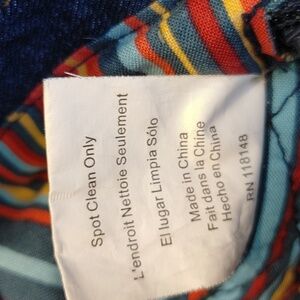 Spot Clean Only
L'endroit Nettoie Seulement
El lugar Limpia Sólo
Made in China
Fait dans la Chine
Hecho en China
RN 118148